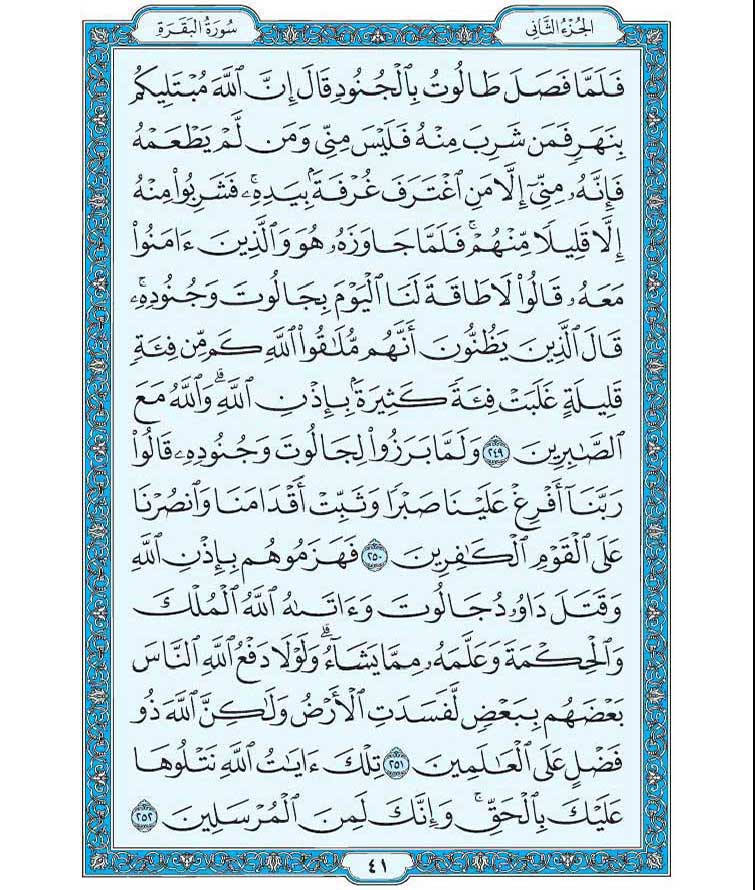 سُورَةُ البَقَرَةِ
الجُزْءُ الثَّانِي
فَلَمَّا فَصَلَ طَالُوتُ بِٱلْجُنُودِ قَالَ إِنَّ ٱللَّهَ مُبْتَلِيكُم
بِنَهَرٍ فَمَن شَرِبَ مِنْهُ فَلَيْسَ مِنِّي وَمَن لَّمْ يَطْعَمْهُ
فَإِنَّهُۥ مِنِّيٓ إِلَّا مَنِ ٱغْتَرَفَ غُرْفَةَۢ بِيَدِهِۦۚ فَشَرِبُوا۟ مِنْهُ
إِلَّا قَلِيلًا مِّنْهُمْۚ فَلَمَّا جَاوَزَهُۥ هُوَ وَٱلَّذِينَ ءَامَنُوا۟
مَعَهُۥ قَالُوا۟ لَا طَاقَةَ لَنَا ٱلْيَوْمَ بِجَالُوتَ وَجُنُودِهِۦۚ
قَالَ ٱلَّذِينَ يَظُنُّونَ أَنَّهُم مُّلَٰقُوا۟ ٱللَّهِ كَم مِّن فِئَةٍ
قَلِيلَةٍ غَلَبَتْ فِئَةً كَثِيرَةَۢ بِإِذْنِ ٱللَّهِۗ وَٱللَّهُ مَعَ
ٱلصَّٰبِرِينَ ٢٤٩ وَلَمَّا بَرَزُوا۟ لِجَالُوتَ وَجُنُودِهِۦ قَالُوا۟
رَبَّنَآ أَفْرِغْ عَلَيْنَا صَبْرًا وَثَبِّتْ أَقْدَامَنَا وَٱنصُرْنَا
عَلَى ٱلْقَوْمِ ٱلْكَٰفِرِينَ ٢٥٠ فَهَزَمُوهُم بِإِذْنِ ٱللَّهِ
وَقَتَلَ دَاوُۥدُ جَالُوتَ وَءَاتَىٰهُ ٱللَّهُ ٱلْمُلْكَ
وَٱلْحِكْمَةَ وَعَلَّمَهُۥ مِمَّا يَشَآءُۗ وَلَوْلَا دَفْعُ ٱللَّهِ ٱلنَّاسَ
بَعْضَهُم بِبَعْضٍ لَّفَسَدَتِ ٱلْأَرْضُ وَلَٰكِنَّ ٱللَّهَ ذُو
فَضْلٍ عَلَى ٱلْعَٰلَمِينَ ٢٥١ تِلْكَ ءَايَٰتُ ٱللَّهِ نَتْلُوهَا
عَلَيْكَ بِٱلْحَقِّۚ وَإِنَّكَ لَمِنَ ٱلْمُرْسَلِينَ ٢٥٢
٤١